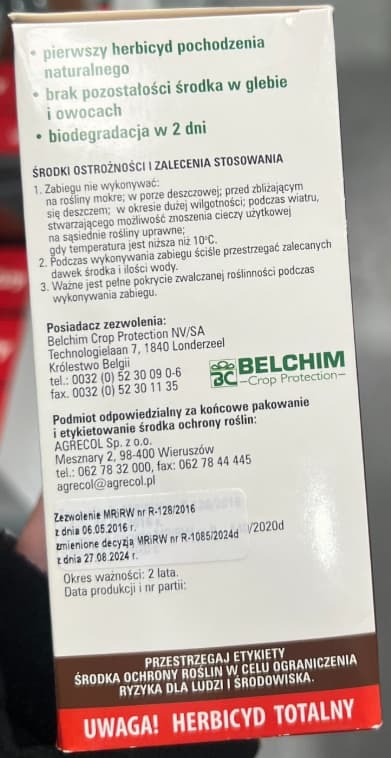 • pierwszy herbicyd pochodzenia
naturalnego
• brak pozostałości środka w glebie
i owocach
• biodegradacja w 2 dni
ŚRODKI OSTROŻNOŚCI I ZALECENIA STOSOWANIA
1. Zabiegu nie wykonywać:
na rośliny mokre; w porze deszczowej; przed zbliżającym
się deszczem; w okresie dużej wilgotności; podczas wiatru,
stwarzającego możliwość znoszenia cieczy użytkowej
na sąsiednie rośliny uprawne;
gdy temperatura jest niższa niż 10°C.
2. Podczas wykonywania zabiegu ściśle przestrzegać zalecanych
dawek środka i ilości wody.
3. Ważne jest pełne pokrycie zwalczanej roślinności podczas
wykonywania zabiegu.
Posiadacz zezwolenia:
Belchim Crop Protection NV/SA
Technologielaan 7, 1840 Londerzeel
Królestwo Belgii
tel.: 0032 (0) 52 30 09 0-6
fax. 0032 (0) 52 30 11 35
BC BELCHIM
–Crop Protection–
Podmiot odpowiedzialny za końcowe pakowanie
i etykietowanie środka ochrony roślin:
AGRECOL Sp. z o.o.
Mesznary 2, 98-400 Wieruszów
tel.: 062 78 32 000, fax: 062 78 44 445
agrecol@agrecol.pl
Zezwolenie MRiRW nr R-128/2016
z dnia 06.05.2016 r.
zmienione decyzją MRiRW nr R-1085/2024d
/2020d
z dnia 27.08.2024 r.
Okres ważności: 2 lata.
Data produkcji i nr partii:
PRZESTRZEGAJ ETYKIETY
ŚRODKA OCHRONY ROŚLIN W CELU OGRANICZENIA
RYZYKA DLA LUDZI I ŚRODOWISKA.
UWAGA! HERBICYD TOTALNY